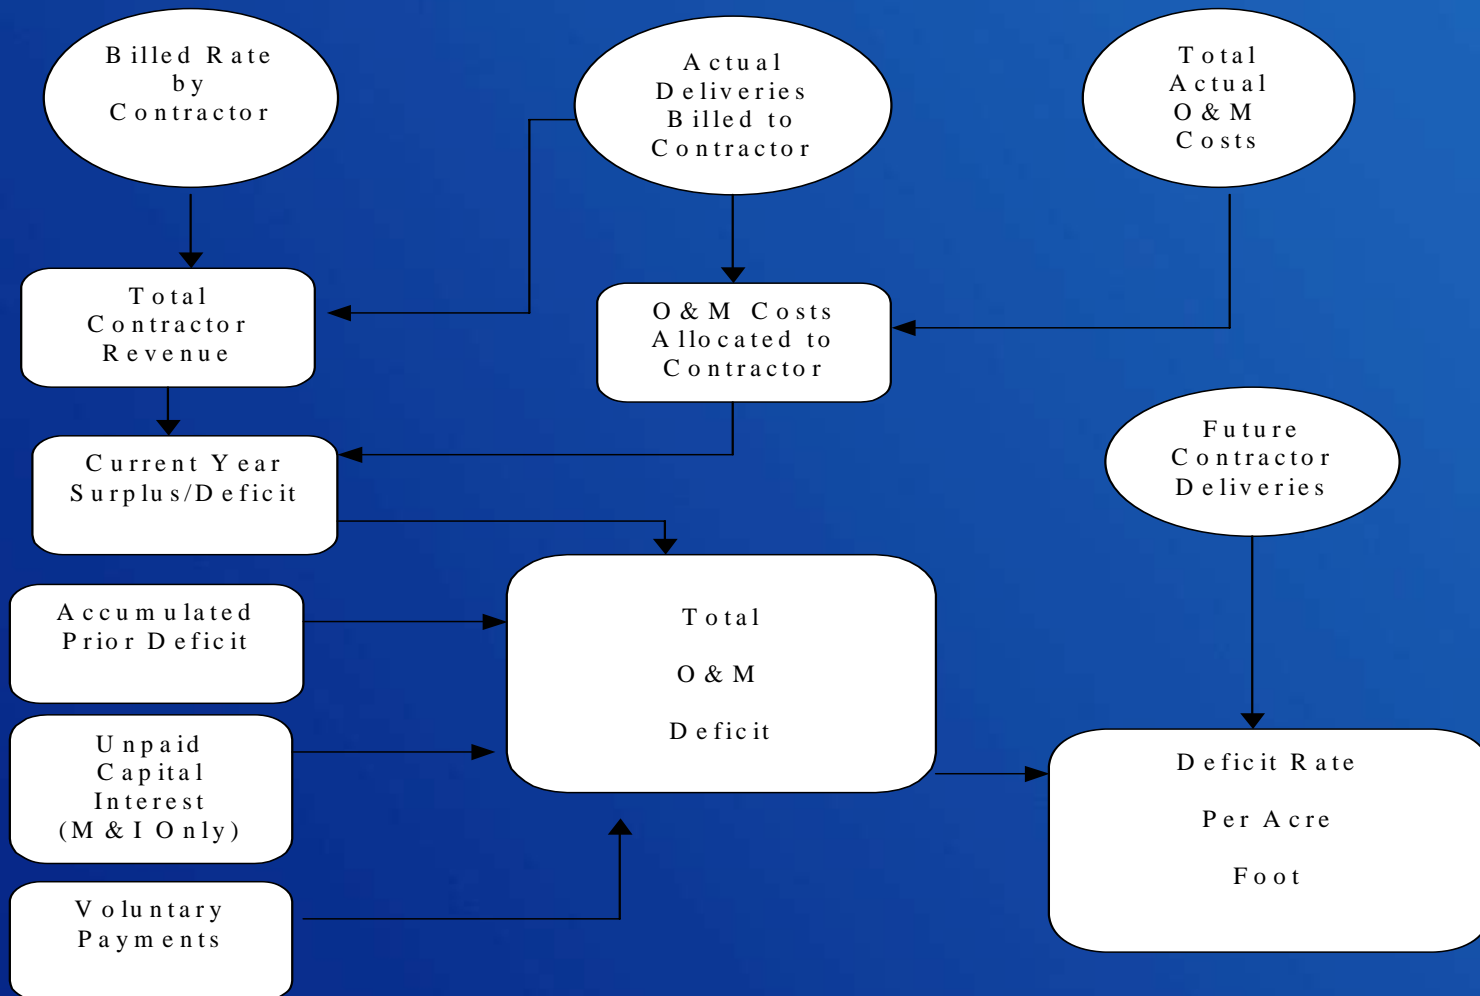 Billed Rate
by
Contractor
Actual
Deliveries
Billed to
Contractor
Total
Actual
O & M
Costs
Total
Contractor
Revenue
O & M Costs
Allocated to
Contractor
Current Year
Surplus/Deficit
Future
Contractor
Deliveries
Accumulated
Prior Deficit
Total
O & M
Deficit
Unpaid
Capital
Interest
(M & I Only)
Deficit Rate
Per Acre
Foot
Voluntary
Payments